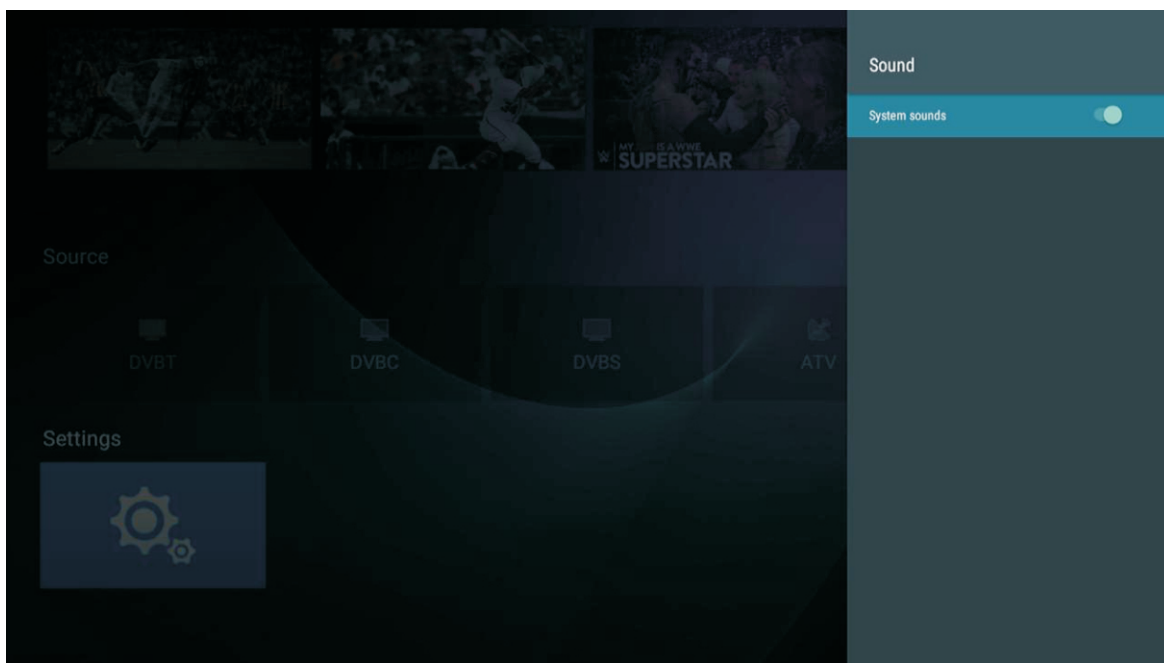 Sound
System sounds
MY IS A WWE
SUPERSTAR
Source
DVBT
DVBC
DVBS
ATV
Settings